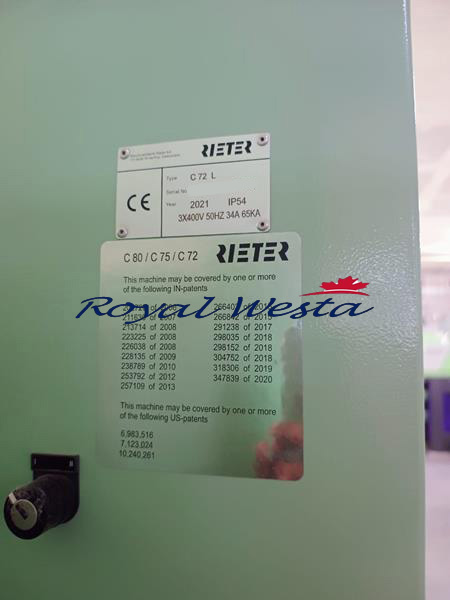 RIETER
CE
Type C 72 L
Serial No
Year 2021 IP54
3X400V 50HZ 34A 65KA
C 80 / C 75 / C 72 RIETER
This machine may be covered by one or more
of the following IN-patents
Royal Westa
of 2006
of 2007
213714 of 2008
223225 of 2008
226038 of 2008
228135 of 2009
238789 of 2010
253792 of 2012
257109 of 2013
291238 of 2017
298035 of 2018
298152 of 2018
304752 of 2018
318306 of 2019
347839 of 2020
This machine may be covered by one or more
of the following US-patents
6,983,516
7,123,024
10,240,261